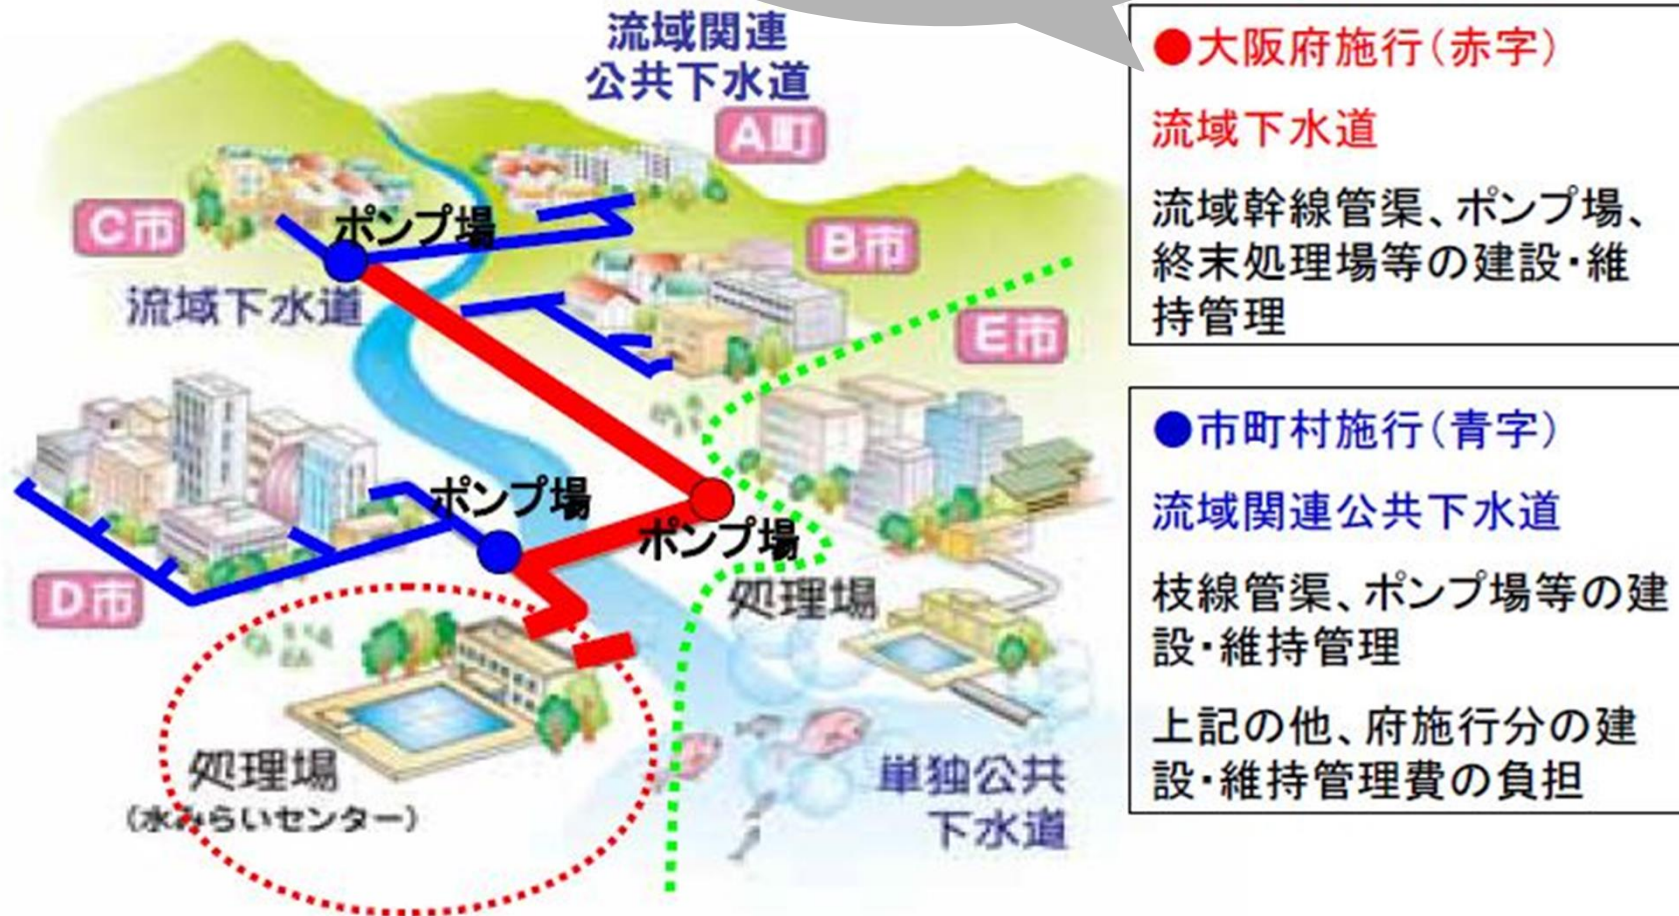 流域関連
公共下水道
A町
C市
ポンプ場
B市
流域下水道
E市
ポンプ場
ポンプ場
D市
処理場
処理場
(水みらいセンター)
単独公共
下水道
●大阪府施行(赤字)
流域下水道
流域幹線管渠、ポンプ場、
終末処理場等の建設・維
持管理
●市町村施行(青字)
流域関連公共下水道
枝線管渠、ポンプ場等の建
設・維持管理
上記の他、府施行分の建
設・維持管理費の負担